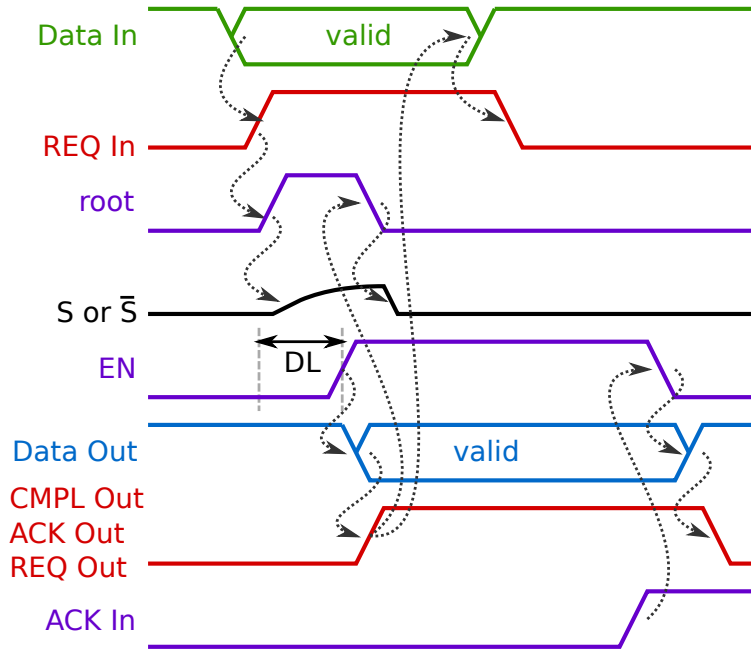 Data In
valid
REQ In
root
S or S̅
DL
EN
Data Out
valid
CMPL Out
ACK Out
REQ Out
ACK In